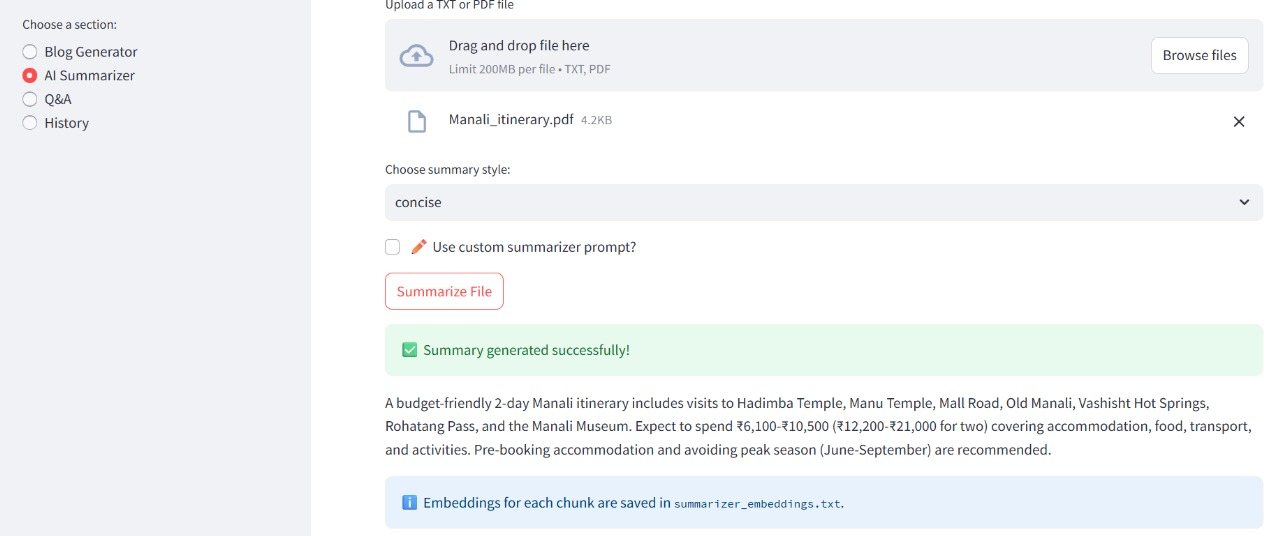 Choose a section:
Blog Generator
AI Summarizer
Q&A
History
Upload a TXT or PDF file
Drag and drop file here
Limit 200MB per file • TXT, PDF
Browse files
Manali_itinerary.pdf 4.2KB
Choose summary style:
concise
Use custom summarizer prompt?
Summarize File
Summary generated successfully!
A budget-friendly 2-day Manali itinerary includes visits to Hadimba Temple, Manu Temple, Mall Road, Old Manali, Vashisht Hot Springs,
Rohatang Pass, and the Manali Museum. Expect to spend ₹6,100-₹10,500 (₹12,200-₹21,000 for two) covering accommodation, food, transport,
and activities. Pre-booking accommodation and avoiding peak season (June-September) are recommended.
Embeddings for each chunk are saved in summarizer_embeddings.txt.